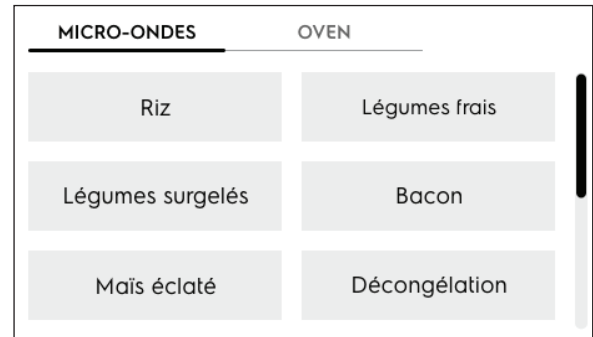 MICRO-ONDES OVEN
Riz Légumes frais
Légumes surgelés Bacon
Maïs éclaté Décongélation